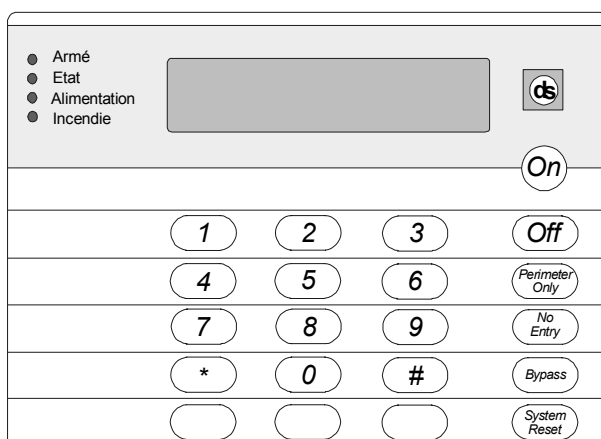 Armé
Etat
Alimentation
Incendie
ds
On
1 2 3 Off
4 5 6 Perimeter
Only
7 8 9 No
Entry
* 0 # Bypass
System
Reset